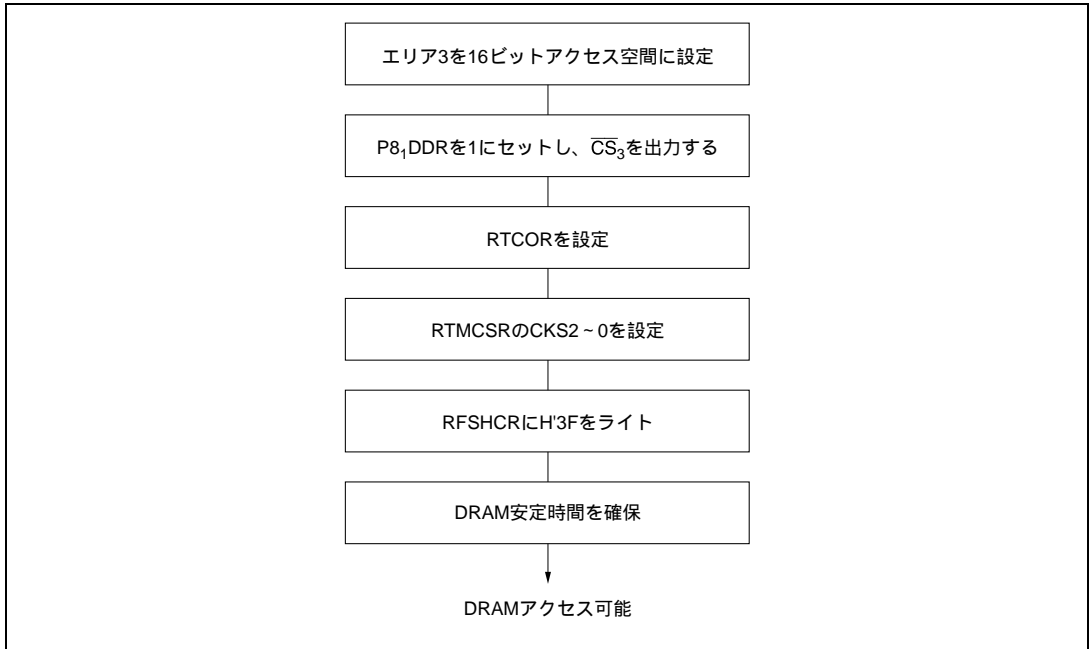 エリア3を16ビットアクセス空間に設定
P8₁DDRを1にセットし、C̅S̅₃を出力する
RTCORを設定
RTMCSRのCKS2~0を設定
RFSHCRにH'3Fをライト
DRAM安定時間を確保
DRAMアクセス可能